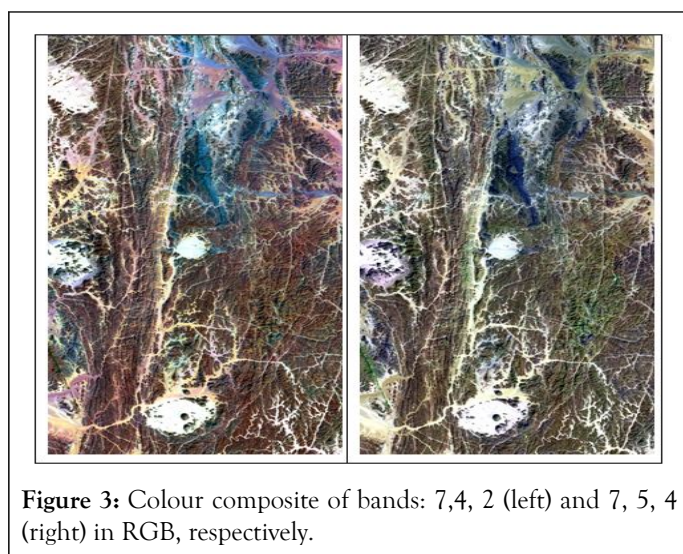 Figure 3: Colour composite of bands: 7,4, 2 (left) and 7, 5, 4
(right) in RGB, respectively.